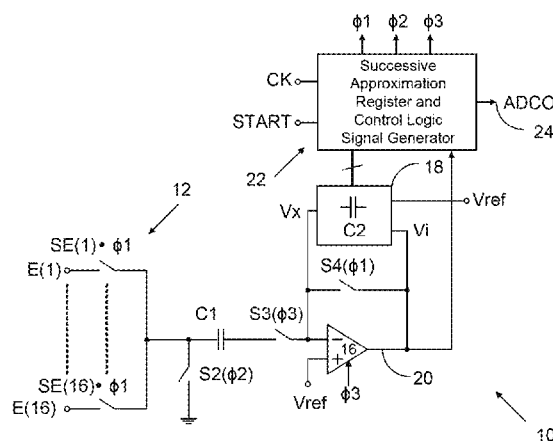 ϕ1 ϕ2 ϕ3
CK
START
Successive
Approximation
Register and
Control Logic
Signal Generator
ADCO
24
22
18
12
Vx
C2
Vref
Vi
SE(1)• ϕ1
E(1)
S4(ϕ1)
C1
S3(ϕ3)
16
SE(16)• ϕ1
E(16)
S2(ϕ2)
Vref
ϕ3
20
10